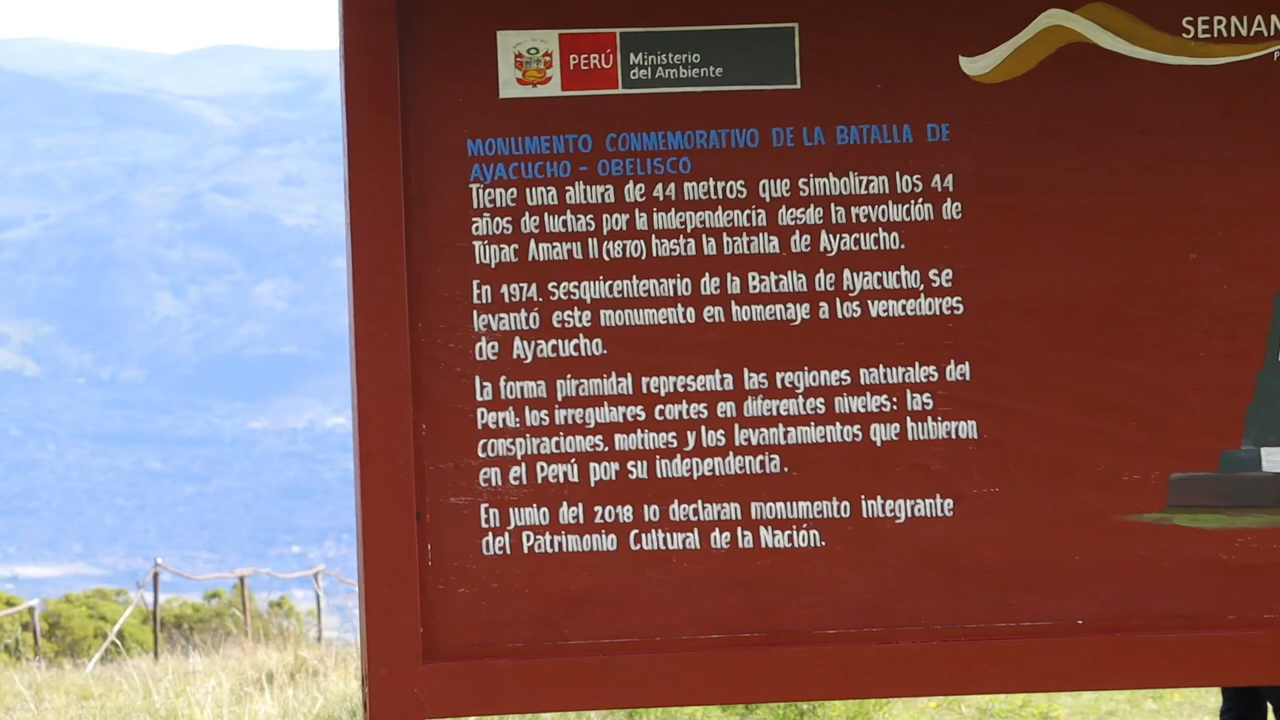 PERÚ
Ministerio
del Ambiente
SERNAN
MONUMENTO CONMEMORATIVO DE LA BATALLA DE
AYACUCHO - OBELISCO
Tiene una altura de 44 metros que simbolizan los 44
años de luchas por la independencia desde la revolución de
Túpac Amaru II (1870) hasta la batalla de Ayacucho.
En 1974. sesquicentenario de la Batalla de Ayacucho, se
levantó este monumento en homenaje a los vencedores
de Ayacucho.
La forma píramidal representa las regiones naturales del
Perú: los irregulares cortes en diferentes niveles: las
conspiraciones, motines y los levantamientos que hubieron
en el Perú por su independencia.
En junio del 2018 lo declaran monumento integrante
del Patrimonio Cultural de la Nación.